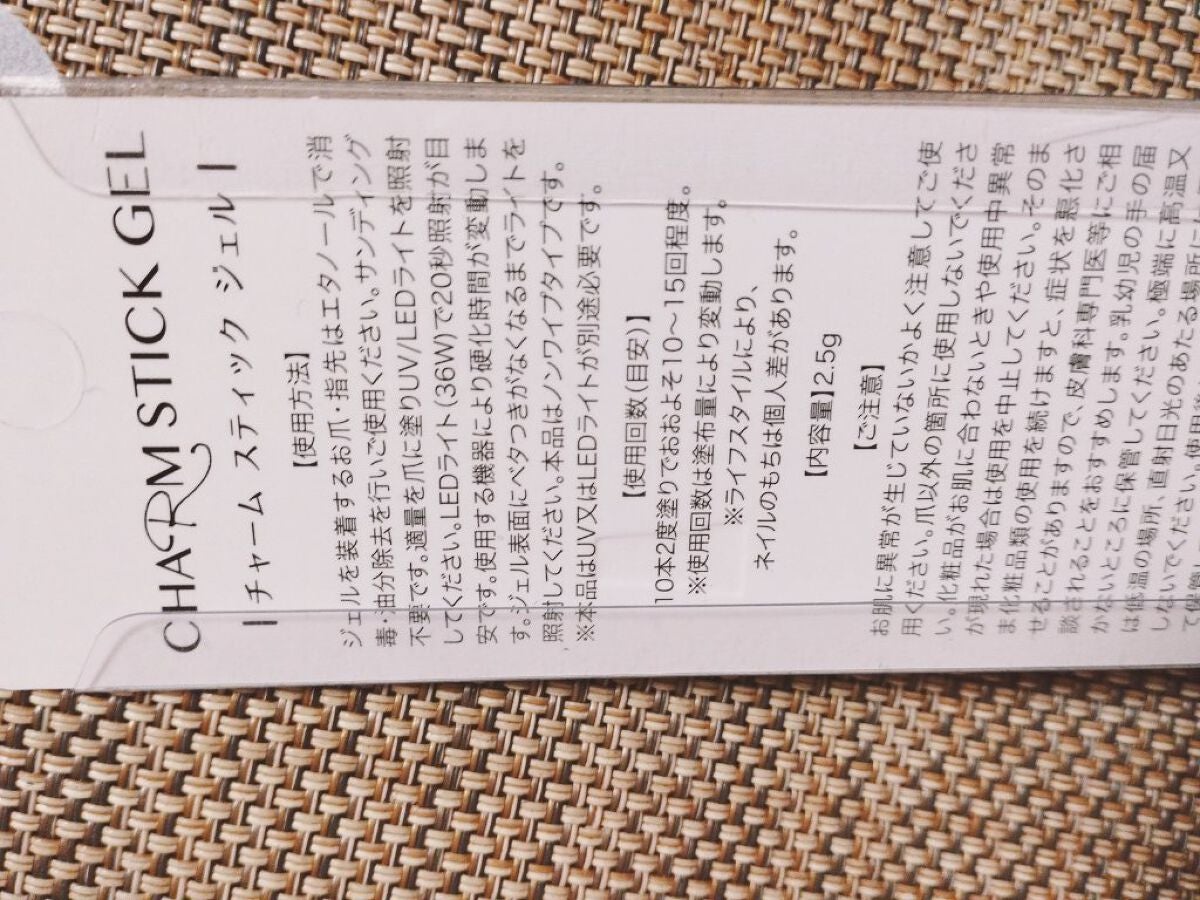 CHARM STICK GEL
| チャーム スティック ジェル |
【使用方法】
ジェルを装着するお爪・指先はエタノールで消
毒・油分除去を行いご使用ください。サンディング
不要です。適量を爪に塗りUV/LEDライトを照射
してください。LEDライト(36W)で20秒照射が目
安です。使用する機器により硬化時間が変動しま
す。ジェル表面にベタつきがなくなるまでライトを
照射してください。本品はノンワイプタイプです。
※本品はUV又はLEDライトが別途必要です。
【使用回数(目安)】
10本2度塗りでおおよそ10〜15回程度。
※使用回数は塗布量により変動します。
※ライフスタイルにより、
ネイルのもちは個人差があります。
【内容量】2.5g
【ご注意】
お肌に異常が生じていないかよく注意してご使
用ください。爪以外の箇所に使用しないでくださ
い。化粧品がお肌に合わないときや使用中異常
が現れた場合は使用を中止してください。そのま
ま化粧品類の使用を続けますと、症状を悪化さ
せることがありますので、皮膚科専門医等にご相
談されることをおすすめします。乳幼児の手の届
かないところに保管してください。極端に高温又
は低温の場所、直射日光のあたる場所に
しないでください。使用